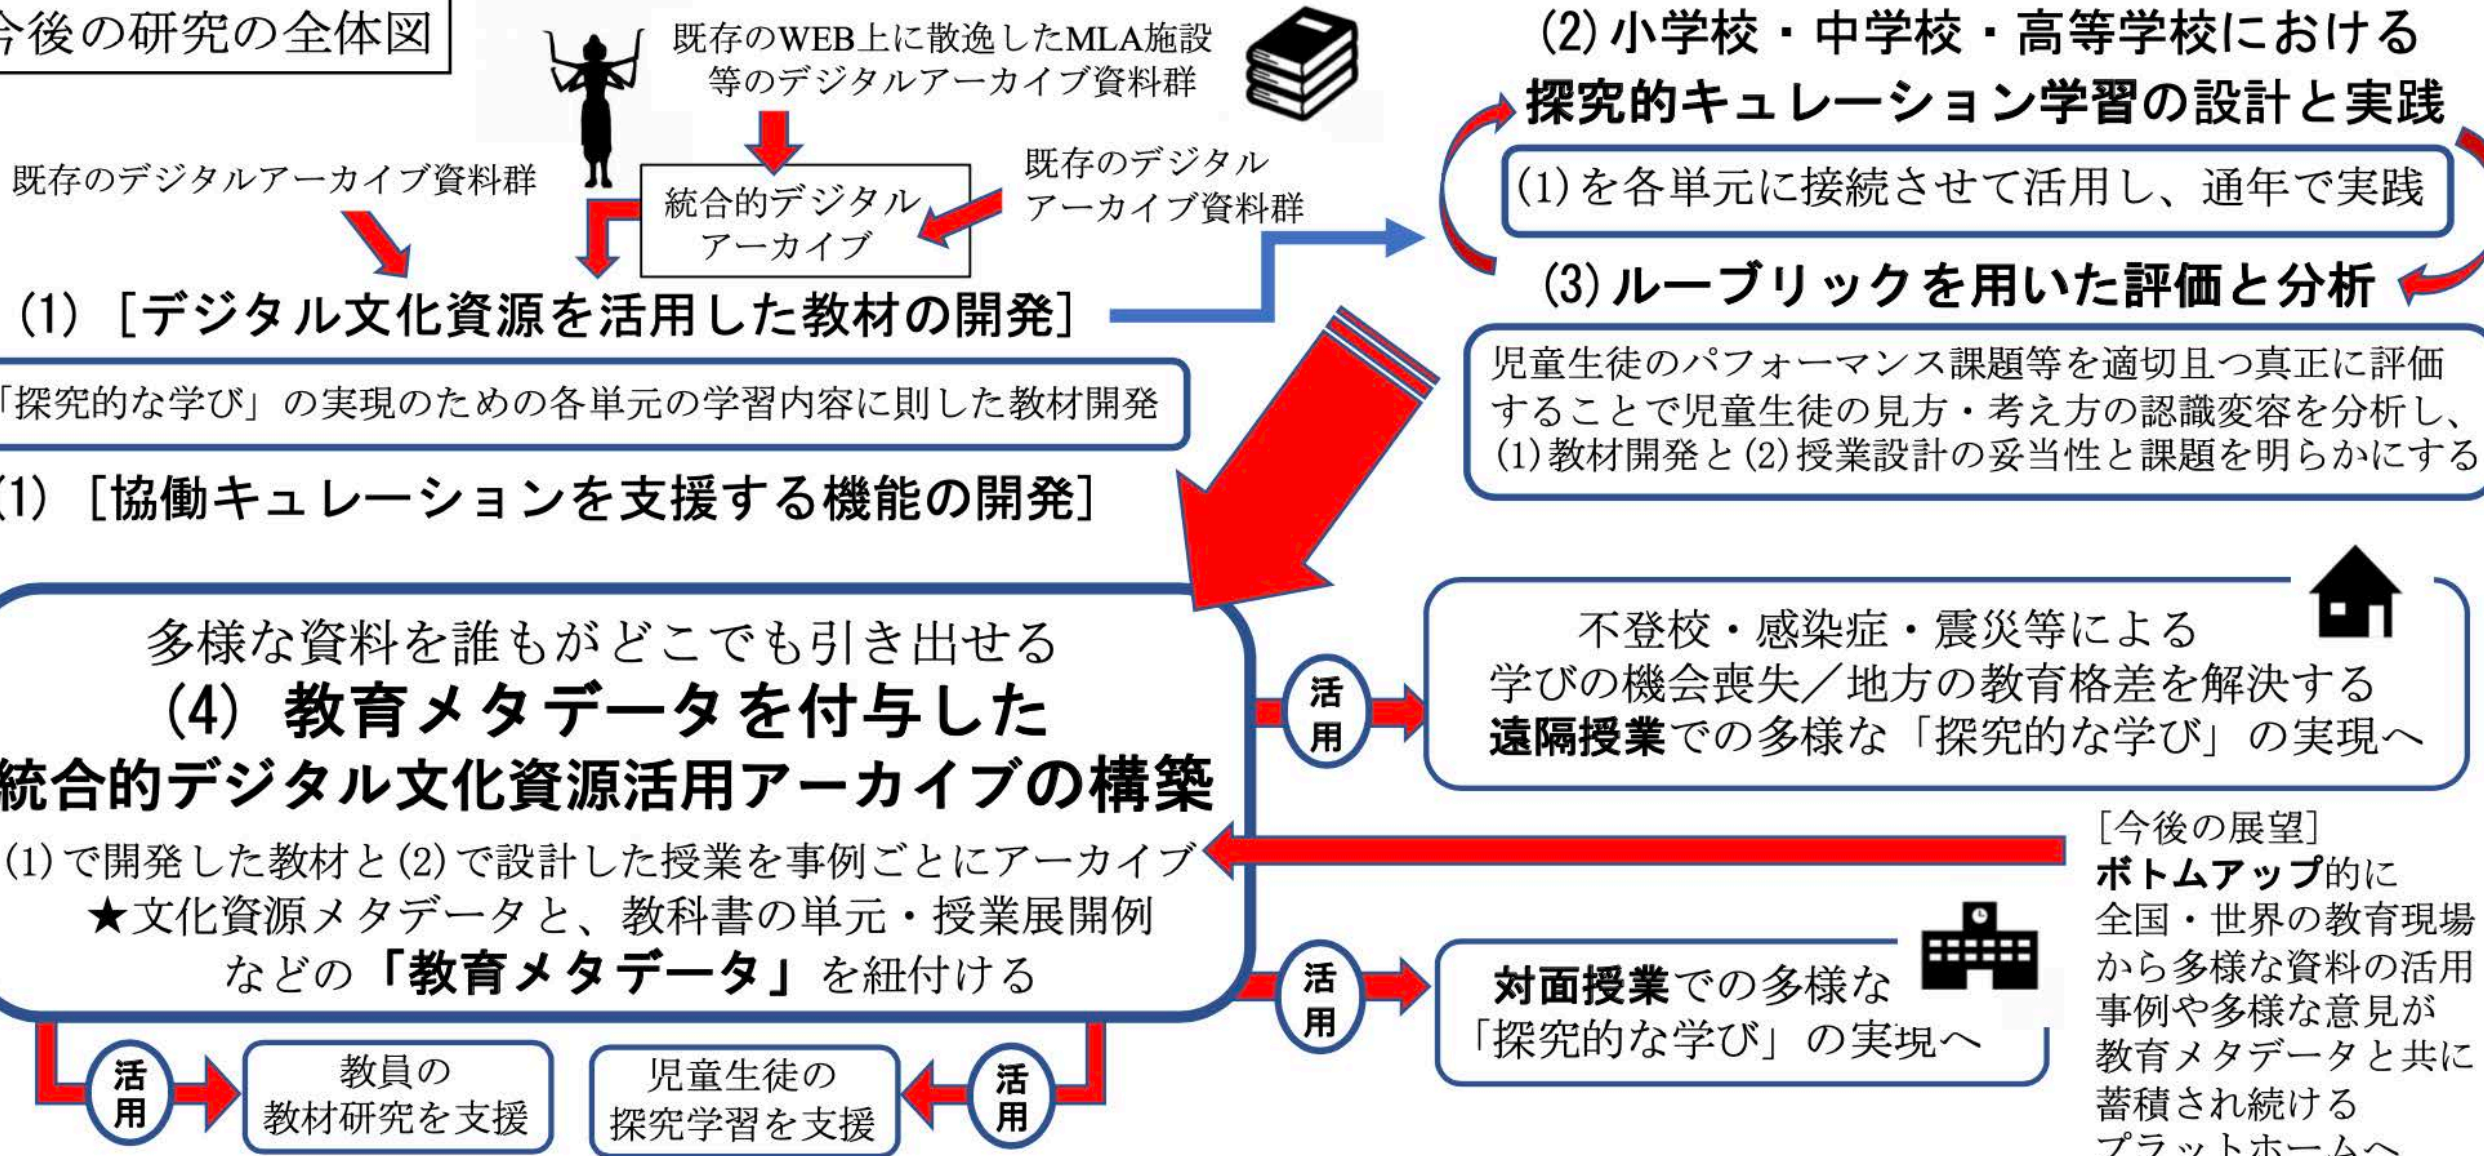 今後の研究の全体図
既存のWEB上に散逸したMLA施設
等のデジタルアーカイブ資料群
既存のデジタルアーカイブ資料群
統合的デジタル
アーカイブ
既存のデジタル
アーカイブ資料群
(1) [デジタル文化資源を活用した教材の開発]
「探究的な学び」の実現のための各単元の学習内容に則した教材開発
(1) [協働キュレーションを支援する機能の開発]
(2)小学校・中学校・高等学校における
探究的キュレーション学習の設計と実践
(1)を各単元に接続させて活用し、通年で実践
(3)ルーブリックを用いた評価と分析
児童生徒のパフォーマンス課題等を適切且つ真正に評価
することで児童生徒の見方・考え方の認識変容を分析し、
(1)教材開発と(2)授業設計の妥当性と課題を明らかにする
多様な資料を誰もがどこでも引き出せる
(4) 教育メタデータを付与した
統合的デジタル文化資源活用アーカイブの構築
(1)で開発した教材と(2)で設計した授業を事例ごとにアーカイブ
★文化資源メタデータと、教科書の単元・授業展開例
などの「教育メタデータ」を紐付ける
活用
不登校・感染症・震災等による
学びの機会喪失／地方の教育格差を解決する
遠隔授業での多様な「探究的な学び」の実現へ
活用
対面授業での多様な
「探究的な学び」の実現へ
活用
教員の
教材研究を支援
児童生徒の
探究学習を支援
活用
[今後の展望]
ボトムアップ的に
全国・世界の教育現場
から多様な資料の活用
事例や多様な意見が
教育メタデータと共に
蓄積され続ける
プラットホームへ